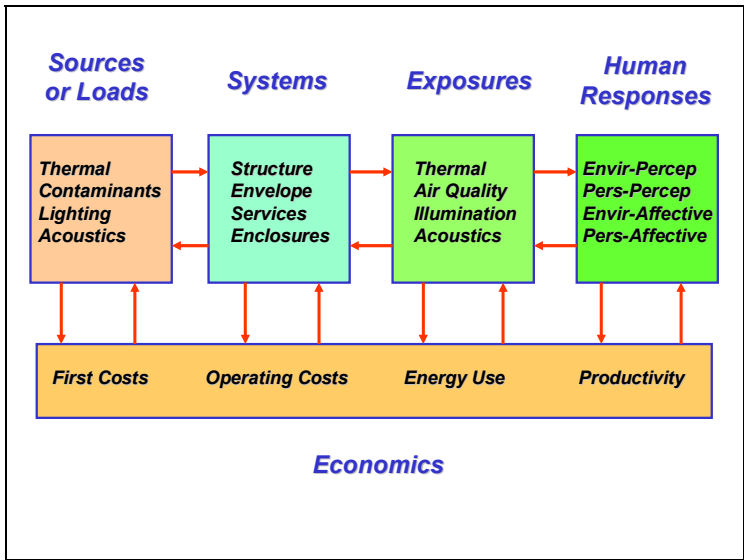 Sources
or Loads
Systems
Exposures
Human
Responses
Thermal
Contaminants
Lighting
Acoustics
Structure
Envelope
Services
Enclosures
Thermal
Air Quality
Illumination
Acoustics
Envir-Percep
Pers-Percep
Envir-Affective
Pers-Affective
First Costs
Operating Costs
Energy Use
Productivity
Economics